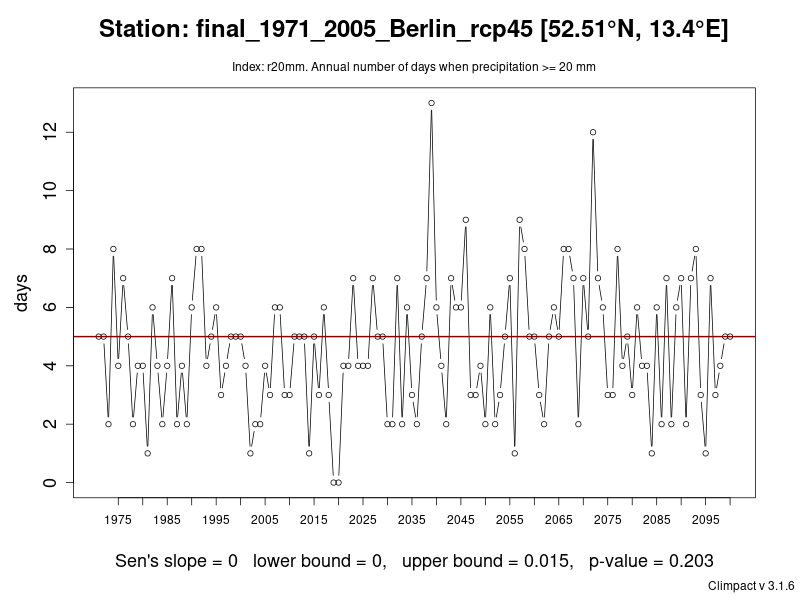 Station: final_1971_2005_Berlin_rcp45 [52.51°N, 13.4°E]
Index: r20mm. Annual number of days when precipitation >= 20 mm
days
12
10
8
6
4
2
0
1975 1985 1995 2005 2015 2025 2035 2045 2055 2065 2075 2085 2095
Sen's slope = 0 lower bound = 0, upper bound = 0.015, p-value = 0.203
Climpact v 3.1.6